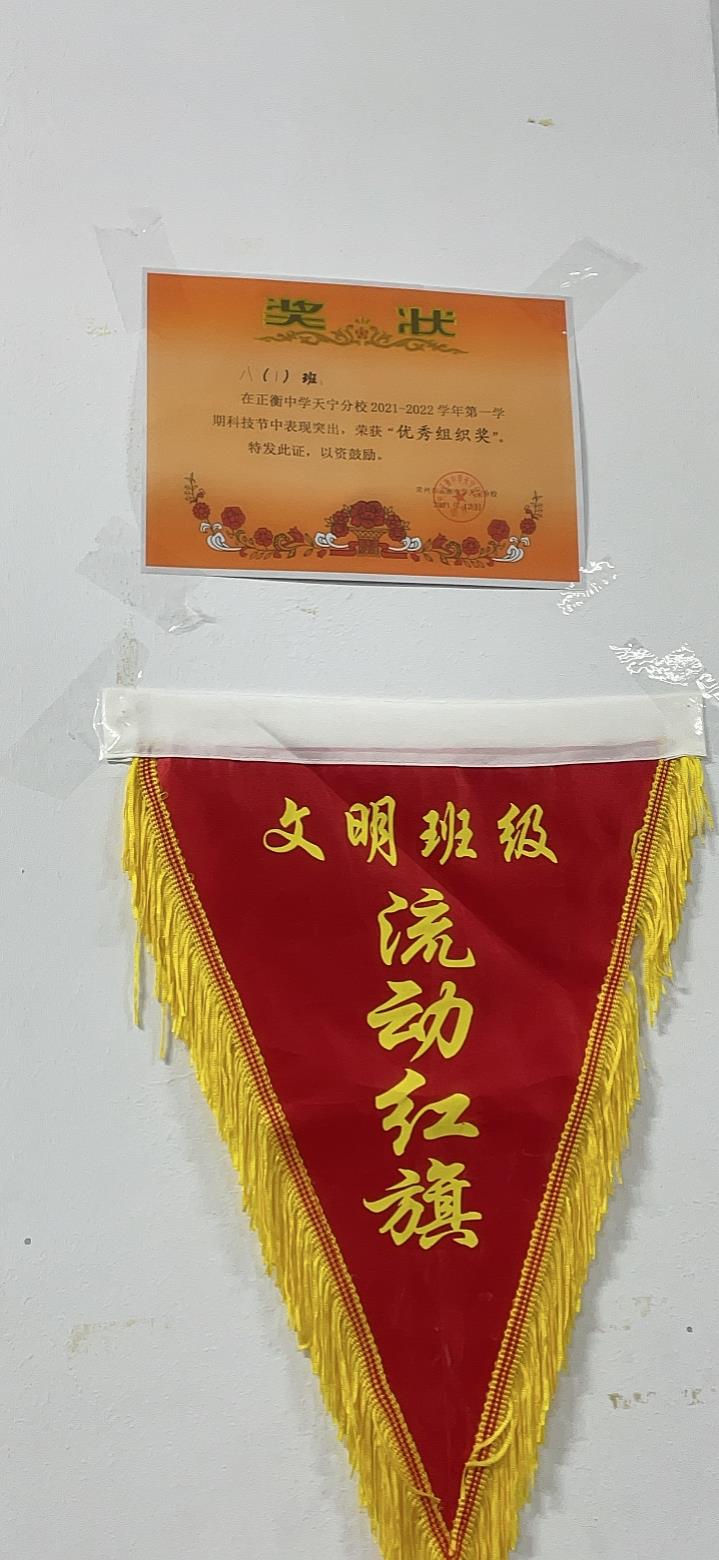 奖 状
八（1）班：
在正衡中学天宁分校2021-2022学年第一学
期科技节中表现突出，荣获“优秀组织奖”。
特发此证，以资鼓励。
文明班级
流
动
红
旗